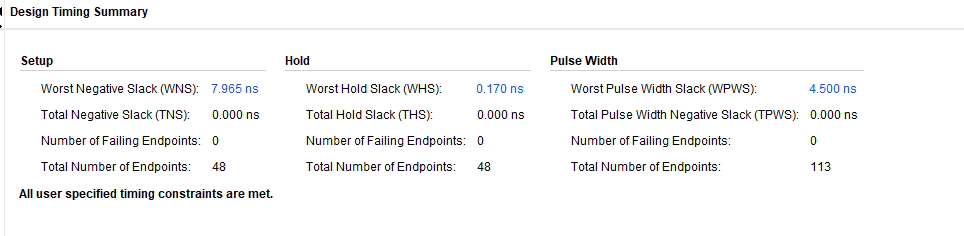 Design Timing Summary
Setup Hold Pulse Width
Worst Negative Slack (WNS): 7.965 ns Worst Hold Slack (WHS): 0.170 ns Worst Pulse Width Slack (WPWS): 4.500 ns
Total Negative Slack (TNS): 0.000 ns Total Hold Slack (THS): 0.000 ns Total Pulse Width Negative Slack (TPWS): 0.000 ns
Number of Failing Endpoints: 0 Number of Failing Endpoints: 0 Number of Failing Endpoints: 0
Total Number of Endpoints: 48 Total Number of Endpoints: 48 Total Number of Endpoints: 113
All user specified timing constraints are met.